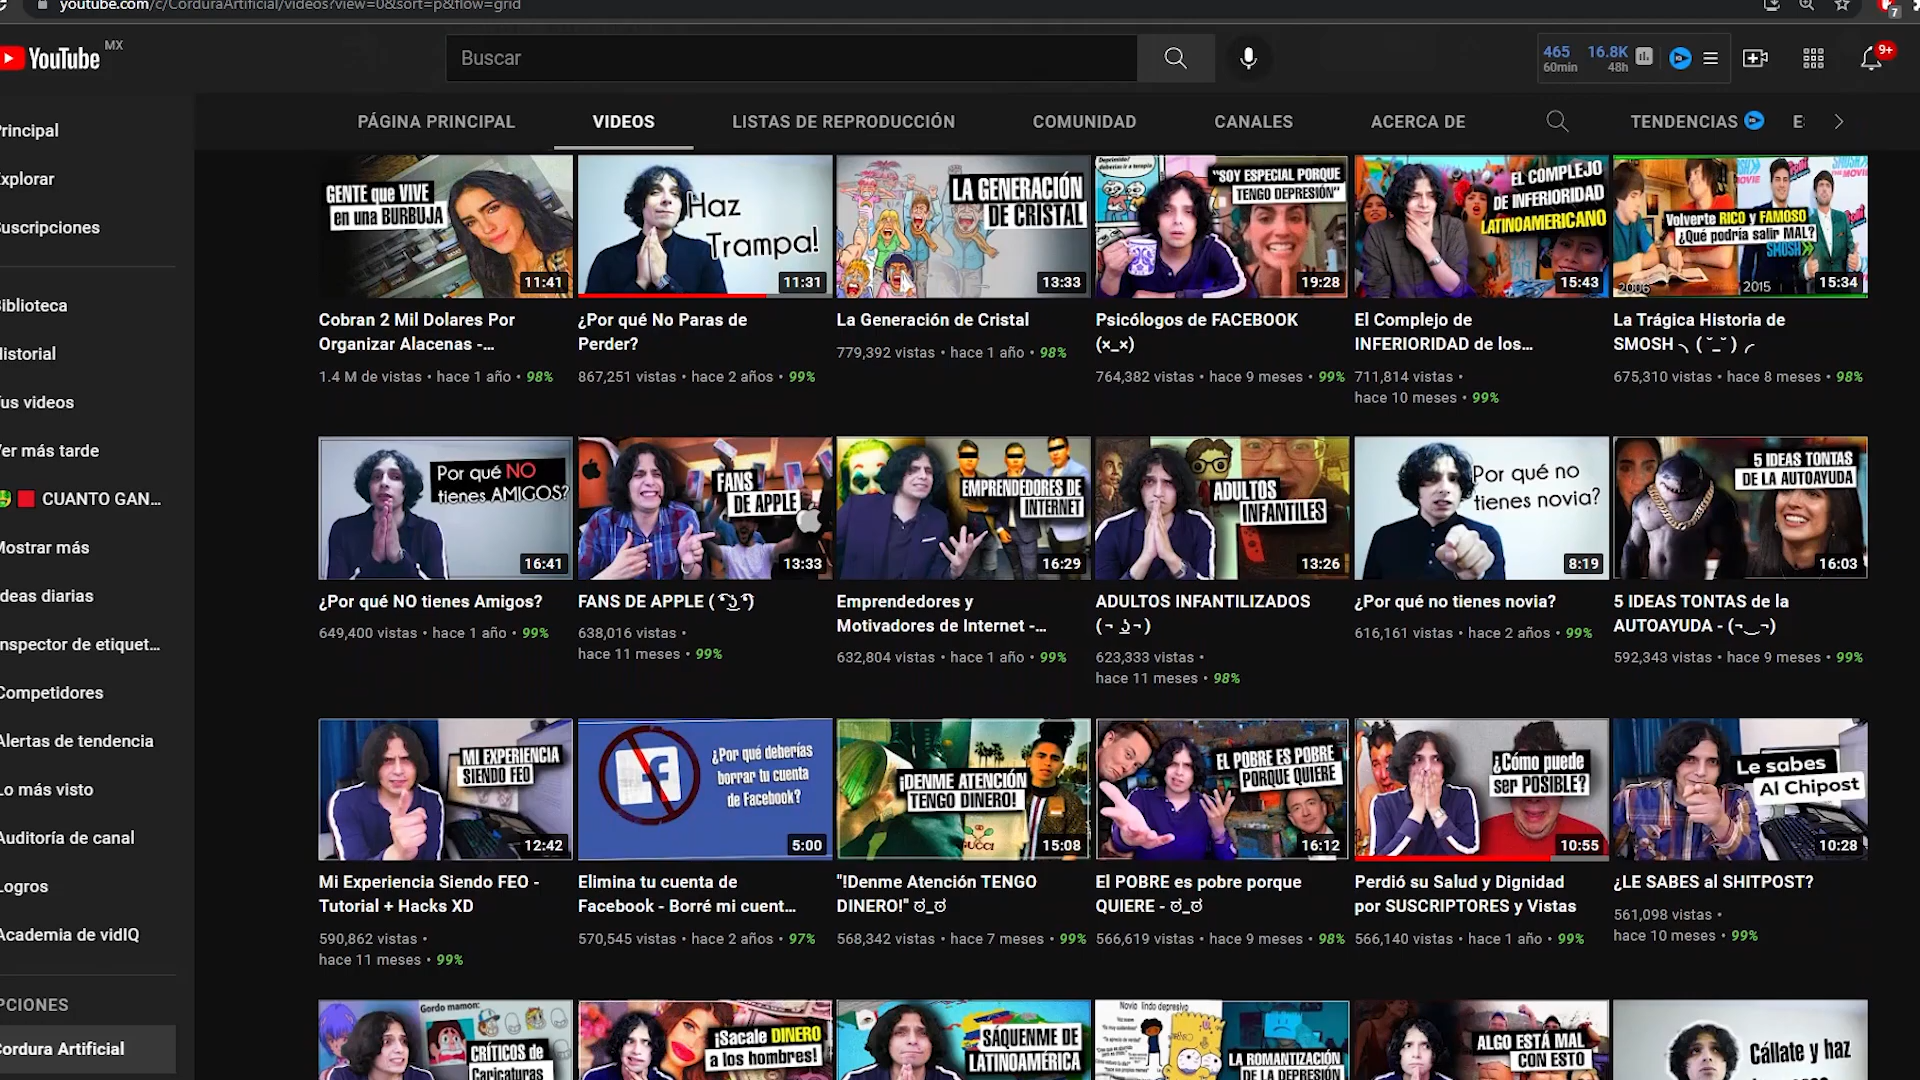 youtube.com/c/CorduraArtificial/videos?view=0&sort=p&flow=grid
7
YouTube MX
Buscar
465
60min
16.8K
48h
9+
PÁGINA PRINCIPAL
VIDEOS
LISTAS DE REPRODUCCIÓN
COMUNIDAD
CANALES
ACERCA DE
TENDENCIAS
E
rincipal
xplorar
uscripciones
iblioteca
istorial
us videos
er más tarde
CUANTO GAN...
Mostrar más
deas diarias
nspector de etiquet...
Competidores
Alertas de tendencia
Lo más visto
Auditoría de canal
Logros
Academia de vidIQ
PCIONES
Cordura Artificial
GENTE que VIVE
en una BURBUJA
11:41
Cobran 2 Mil Dolares Por
Organizar Alacenas -...
1.4 M de vistas • hace 1 año • 98%
Haz
Trampa!
11:31
¿Por qué No Paras de
Perder?
867,251 vistas • hace 2 años • 99%
LA GENERACIÓN
DE CRISTAL
13:33
La Generación de Cristal
779,392 vistas • hace 1 año • 98%
"SOY ESPECIAL PORQUE
TENGO DEPRESIÓN"
19:28
Psicólogos de FACEBOOK
(×_×)
764,382 vistas • hace 9 meses • 99%
EL COMPLEJO
DE INFERIORIDAD
LATINOAMERICANO
15:43
El Complejo de
INFERIORIDAD de los...
711,814 vistas •
hace 10 meses • 99%
Volverte RICO y FAMOSO
¿Qué podría salir MAL?
SMOSH
2006
2015
15:34
La Trágica Historia de
SMOSH ╮( ˘_˘ )╭
675,310 vistas • hace 8 meses • 98%
Por qué NO
tienes AMIGOS?
16:41
¿Por qué NO tienes Amigos?
649,400 vistas • hace 1 año • 99%
FANS
DE APPLE
13:33
FANS DE APPLE ( ͡° ͜ʖ ͡°)
638,016 vistas •
hace 11 meses • 99%
EMPRENDEDORES DE
INTERNET
16:29
Emprendedores y
Motivadores de Internet -...
632,804 vistas • hace 1 año • 99%
ADULTOS
INFANTILES
13:26
ADULTOS INFANTILIZADOS
(¬ ͜ʖ¬)
623,333 vistas •
hace 11 meses • 98%
Por qué no
tienes novia?
8:19
¿Por qué no tienes novia?
616,161 vistas • hace 2 años • 99%
5 IDEAS TONTAS
DE LA AUTOAYUDA
16:03
5 IDEAS TONTAS de la
AUTOAYUDA - (¬‿¬)
592,343 vistas • hace 9 meses • 99%
MI EXPERIENCIA
SIENDO FEO
12:42
Mi Experiencia Siendo FEO -
Tutorial + Hacks XD
590,862 vistas •
hace 11 meses • 99%
¿Por qué deberías
borrar tu cuenta
de Facebook?
5:00
Elimina tu cuenta de
Facebook - Borré mi cuent...
570,545 vistas • hace 2 años • 97%
¡DENME ATENCIÓN
TENGO DINERO!
GUCCI
15:08
"!Denme Atención TENGO
DINERO!" ಠ_ಠ
568,342 vistas • hace 7 meses • 99%
EL POBRE ES POBRE
PORQUE QUIERE
16:12
El POBRE es pobre porque
QUIERE - ಠ_ಠ
566,619 vistas • hace 9 meses • 98%
¿Cómo puede
ser POSIBLE?
10:55
Perdió su Salud y Dignidad
por SUSCRIPTORES y Vistas
566,140 vistas • hace 1 año • 99%
Le sabes
Al Chipost
10:28
¿LE SABES al SHITPOST?
561,098 vistas •
hace 10 meses • 99%
Gordo mamon:
CRÍTICOS de
Caricaturas
¡Sacale DINERO
a los hombres!
SÁQUENME DE
LATINOAMÉRICA
Novia lindo depresivo
LA ROMANTIZACIÓN
DE LA DEPRESIÓN
ALGO ESTÁ MAL
CON ESTO
Cállate y haz